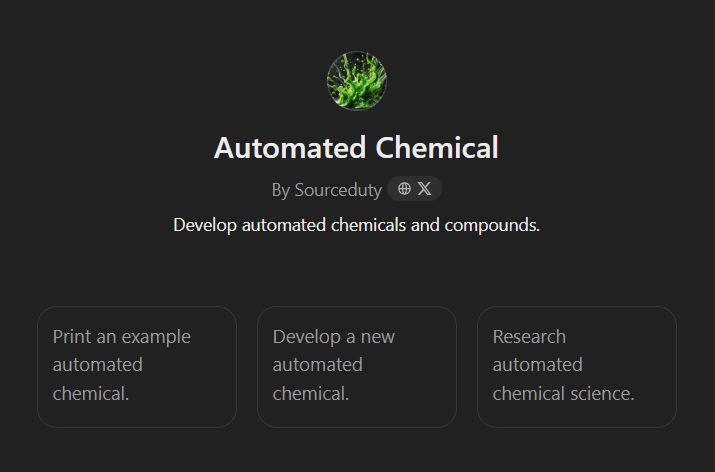 Automated Chemical
By Sourceduty
Develop automated chemicals and compounds.
Print an example
automated
chemical.
Develop a new
automated
chemical.
Research
automated
chemical science.